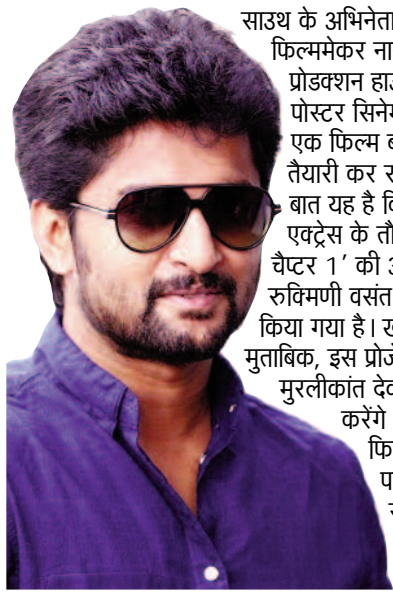 साउथ के अभिनेता
फिल्ममेकर
प्रोडक्शन
पोस्टर
एक फिल्म
तैयारी कर
बात यह है
एक्ट्रेस के
चैप्टर 1’ की
रुक्मिणी वसंत
किया गया है।
मुताबिक, इस
मुरलीकांत
करेंगे